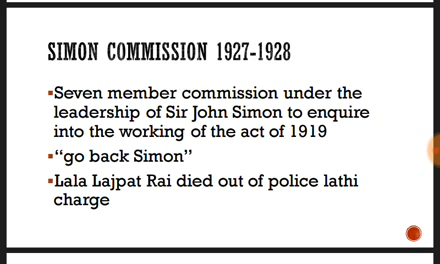 SIMON COMMISSION 1927-1928
▪Seven member commission under the
leadership of Sir John Simon to enquire
into the working of the act of 1919
▪“go back Simon”
▪Lala Lajpat Rai died out of police lathi
charge